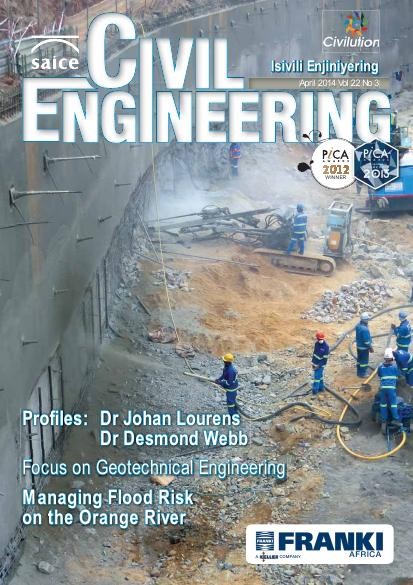 saice
CIVIL
ENGINEERING
Civilution
Isivili Enjiniyering
April 2014 Vol 22 No 3
PICA
AWARDS
2012
WINNER
PICA
2013
Profiles: Dr Johan Lourens
Dr Desmond Webb
Focus on Geotechnical Engineering
Managing Flood Risk
on the Orange River
FRANKI
AFRICA
A KELLER COMPANY